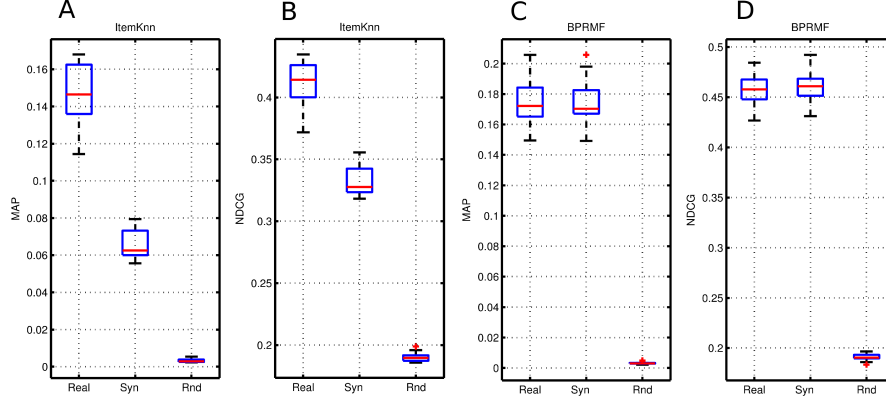 A
B
C
D
ItemKnn
ItemKnn
BPRMF
BPRMF
MAP
0.16
0.14
0.12
0.1
0.08
0.06
0.04
0.02
0
Real Syn Rnd
NDCG
0.4
0.35
0.3
0.25
0.2
Real Syn Rnd
MAP
0.2
0.18
0.16
0.14
0.12
0.1
0.08
0.06
0.04
0.02
0
Real Syn Rnd
NDCG
0.5
0.45
0.4
0.35
0.3
0.25
0.2
Real Syn Rnd